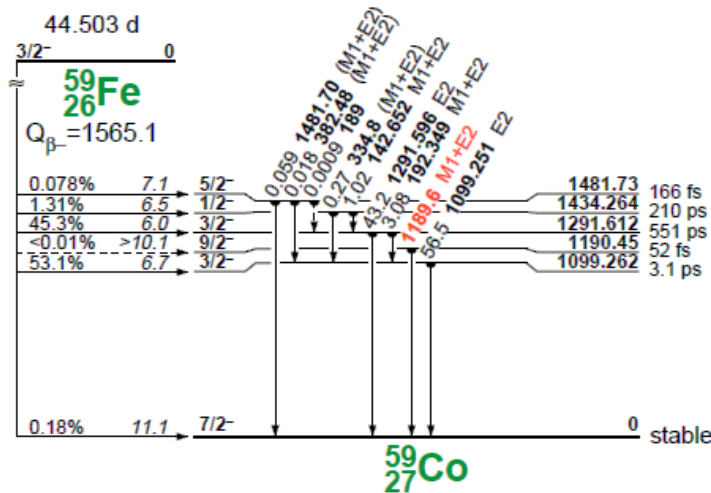 44.503 d
3/2⁻ 0
59
26Fe
Qβ₋=1565.1
0.059 1481.70 (M1+E2)
0.018 382.48 (M1+E2)
0.0009 189
0.27 334.8 (M1+E2)
1.02 142.652 M1+E2
43.2 1291.596 E2
3.08 192.349 M1+E2
1189.6 M1+E2
56.5 1099.251 E2
0.078% 7.1 5/2⁻ 1481.73 166 fs
1.31% 6.5 1/2⁻ 1434.264 210 ps
45.3% 6.0 3/2⁻ 1291.612 551 ps
<0.01% >10.1 9/2⁻ 1190.45 52 fs
53.1% 6.7 3/2⁻ 1099.262 3.1 ps
0.18% 11.1 7/2⁻ 0 stable
59
27Co